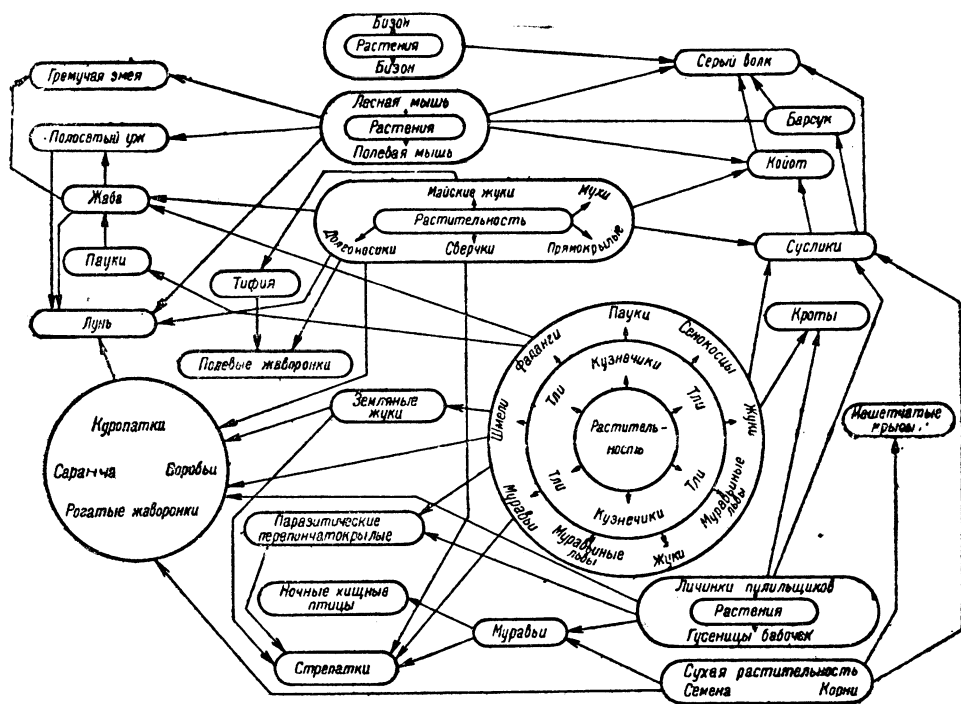 Бизон
Растения
Бизон
Серый волк
Гремучая змея
Лесная мышь
Растения
Полевая мышь
Барсук
Полосатый уж
Койот
Жаба
Майские жуки
Мухи
Растительность
Долгоносики
Сверчки
Прямокрылые
Суслики
Пауки
Тифия
Лунь
Кроты
Полевые жаворонки
Пауки
Фаланги
Сенокосцы
Кузнечики
Тли
Тли
Шмели
Жуки
Раститель-
ность
Тли
Тли
Муравьи
Муравьиные
львы
Кузнечики
Муравьиные
львы
Жуки
Земляные
жуки
Мешетчатые
крысы
Куропатки
Саранча
Воробьи
Рогатые жаворонки
Паразитические
перепончатокрылые
Ночные хищные
птицы
Муравьи
Стрепатки
Личинки пилильщиков
Растения
Гусеницы бабочек
Сухая растительность
Семена
Корни